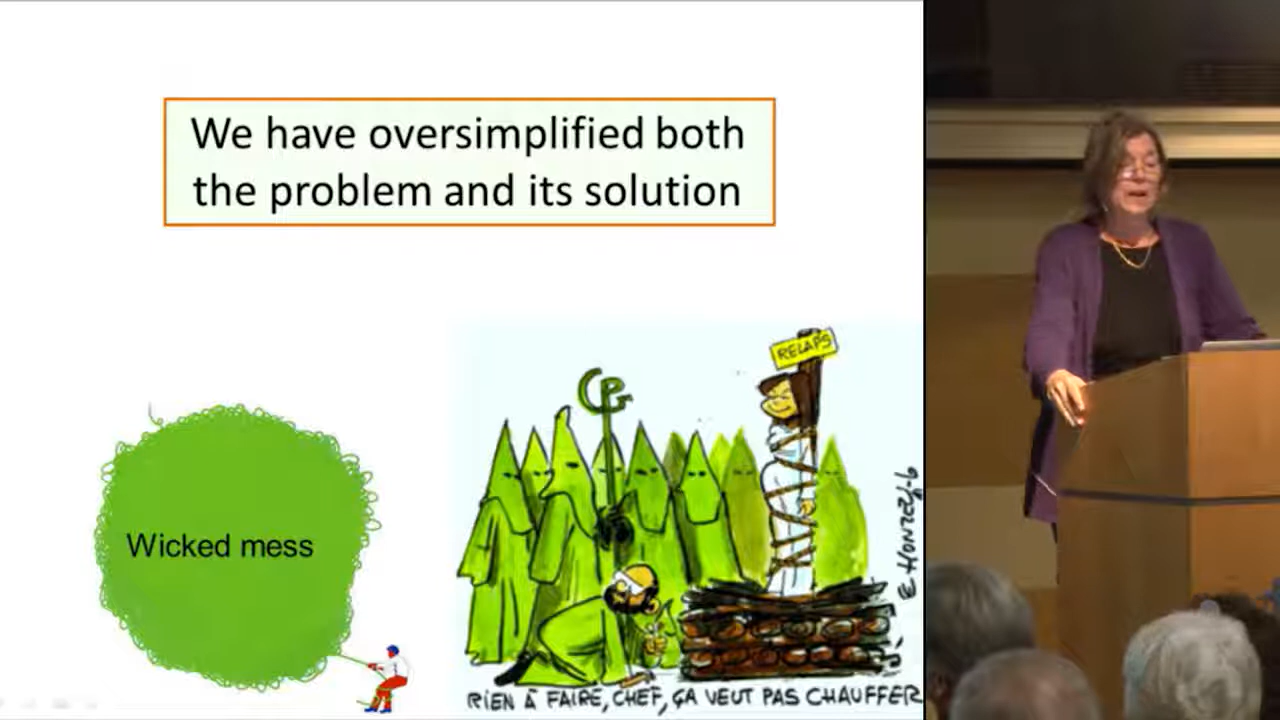 We have oversimplified both
the problem and its solution
Wicked mess
RELAPS
RIEN À FAIRE, CHEF, ÇA VEUT PAS CHAUFFER